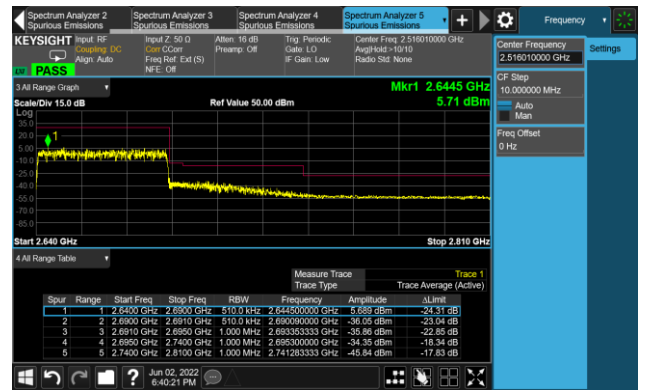 Spectrum Analyzer 2
Spurious Emissions
Spectrum Analyzer 3
Spurious Emissions
Spectrum Analyzer 4
Spurious Emissions
Spectrum Analyzer 5
Spurious Emissions
Frequency
KEYSIGHT
Input: RF
Coupling: DC
Align: Auto
Input Z: 50 Ω
Corr CCorr
Freq Ref: Ext (S)
NFE: Off
Atten: 16 dB
Preamp: Off
Trig: Periodic
Gate: LO
IF Gain: Low
Center Freq: 2.516010000 GHz
Avg|Hold:>10/10
Radio Std: None
PASS
Center Frequency
2.516010000 GHz
Settings
CF Step
10.000000 MHz
Auto
Man
Freq Offset
0 Hz
3 All Range Graph
Mkr1 2.6445 GHz
Scale/Div 15.0 dB
Ref Value 50.00 dBm
5.71 dBm
Log
35.0
20.0
5.00
-10.0
-25.0
-40.0
-55.0
-70.0
-85.0
1
Start 2.640 GHz
Stop 2.810 GHz
4 All Range Table
Measure Trace Trace 1
Trace Type Trace Average (Active)
Spur Range Start Freq Stop Freq RBW Frequency Amplitude ΔLimit
1 1 2.6400 GHz 2.6900 GHz 510.0 kHz 2.644500000 GHz 5.689 dBm -24.31 dB
2 2 2.6900 GHz 2.6910 GHz 510.0 kHz 2.690090000 GHz -36.05 dBm -23.04 dB
3 3 2.6910 GHz 2.6950 GHz 1.000 MHz 2.693353333 GHz -35.86 dBm -22.85 dB
4 4 2.6950 GHz 2.7400 GHz 1.000 MHz 2.695300000 GHz -34.35 dBm -18.34 dB
5 5 2.7400 GHz 2.8100 GHz 1.000 MHz 2.741283333 GHz -45.84 dBm -17.83 dB
Jun 02, 2022
6:40:21 PM